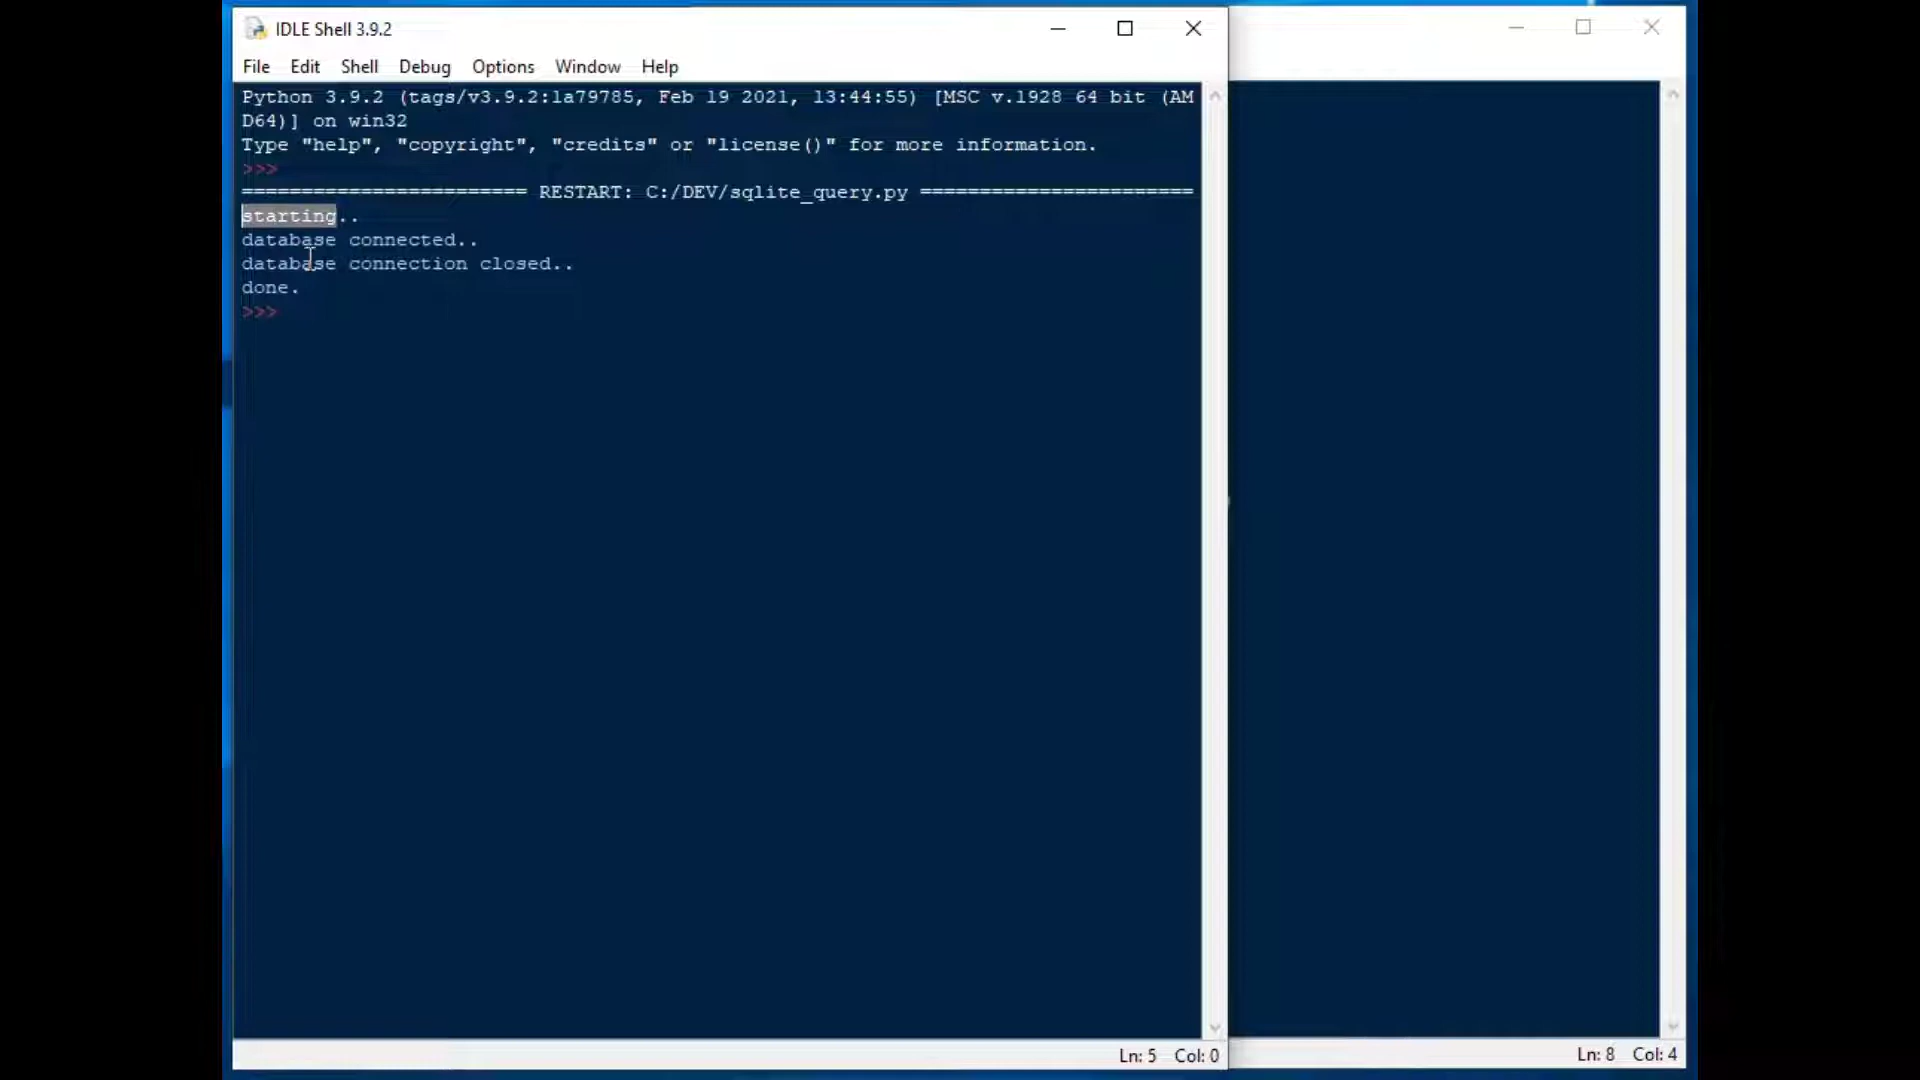 IDLE Shell 3.9.2
File Edit Shell Debug Options Window Help
Python 3.9.2 (tags/v3.9.2:1a79785, Feb 19 2021, 13:44:55) [MSC v.1928 64 bit (AM
D64)] on win32
Type "help", "copyright", "credits" or "license()" for more information.
>>>
======================== RESTART: C:/DEV/sqlite_query.py =======================
starting..
database connected..
database connection closed..
done.
>>>
Ln: 5 Col: 0
Ln: 8 Col: 4